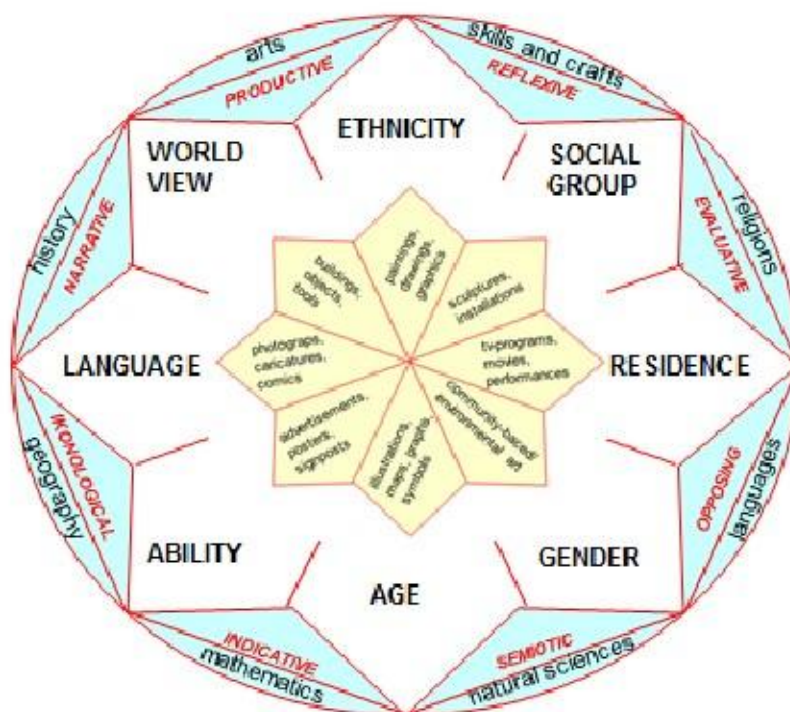 arts
PRODUCTIVE
skills and crafts
REFLEXIVE
ETHNICITY
WORLD
VIEW
SOCIAL
GROUP
history
NARRATIVE
religions
EVALUATIVE
buildings,
objects,
tools
paintings,
drawings,
graphics
sculptures,
installations
LANGUAGE
photograps,
caricatures,
comics
tv-programs,
movies,
performances
RESIDENCE
advertisements,
posters,
signposts
illustrations,
maps, graphs
symbols
community-based/
environmental art
IKONOLOGICAL
geography
OPPOSING
languages
ABILITY
AGE
GENDER
INDICATIVE
mathematics
SEMIOTIC
natural sciences